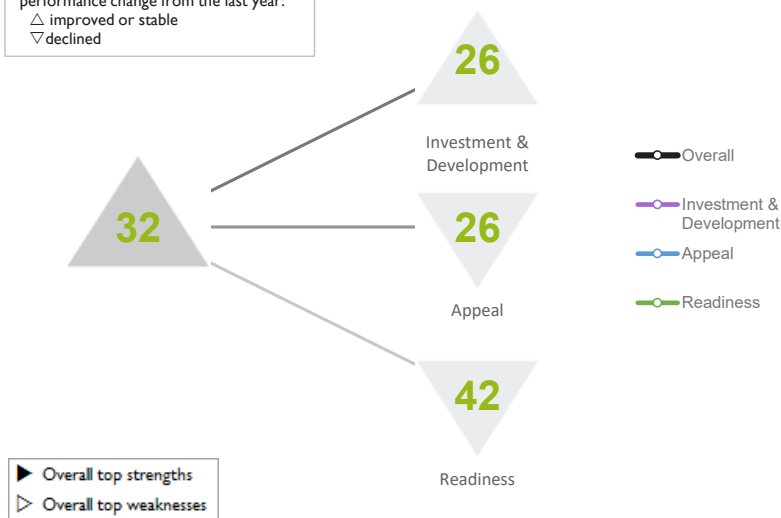 performance change from the last year:
△ improved or stable
▽ declined
26
Investment &
Development
32
26
Appeal
42
Readiness
Overall
Investment &
Development
Appeal
Readiness
▶ Overall top strengths
▷ Overall top weaknesses